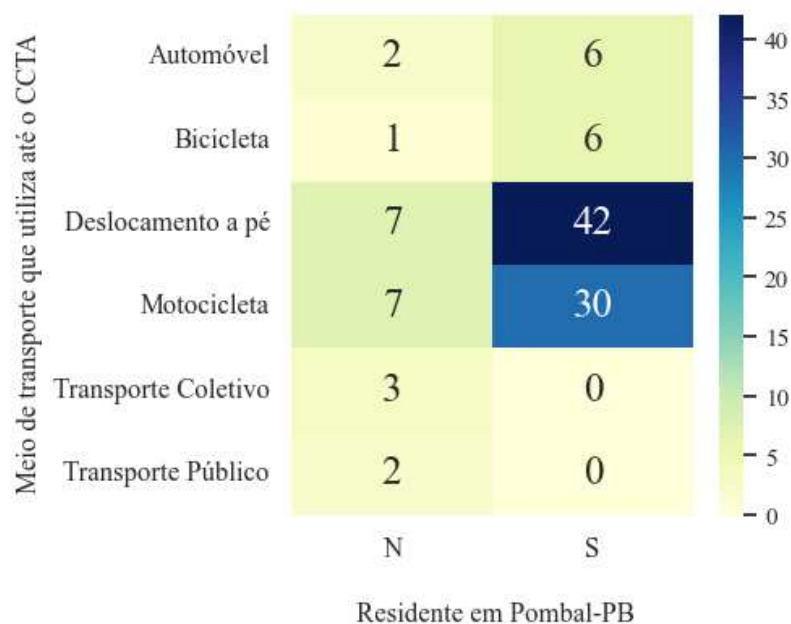 Meio de transporte que utiliza até o CCTA
Automóvel 2 6
Bicicleta 1 6
Deslocamento a pé 7 42
Motocicleta 7 30
Transporte Coletivo 3 0
Transporte Público 2 0
N S
Residente em Pombal-PB
40
35
30
25
20
15
10
5
0